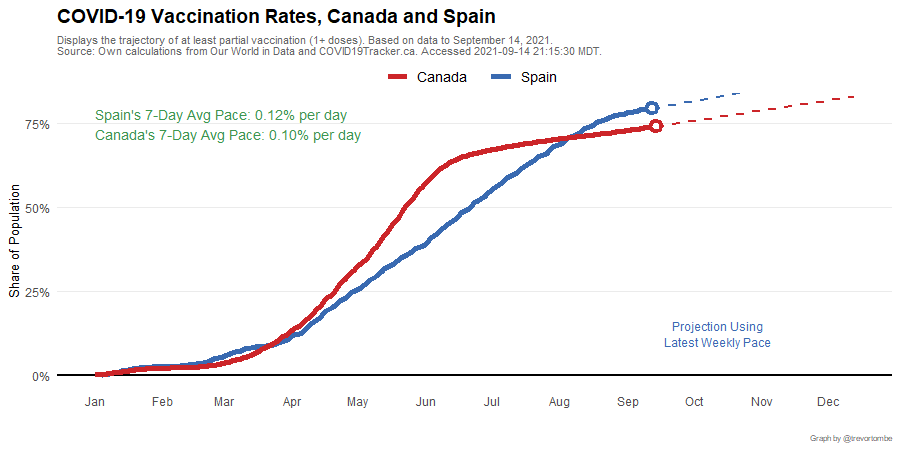 COVID-19 Vaccination Rates, Canada and Spain
Displays the trajectory of at least partial vaccination (1+ doses). Based on data to September 14, 2021.
Source: Own calculations from Our World in Data and COVID19Tracker.ca. Accessed 2021-09-14 21:15:30 MDT.
Canada Spain
Spain's 7-Day Avg Pace: 0.12% per day
Canada's 7-Day Avg Pace: 0.10% per day
Share of Population
75%
50%
25%
0%
Projection Using
Latest Weekly Pace
Jan Feb Mar Apr May Jun Jul Aug Sep Oct Nov Dec
Graph by @trevortombe